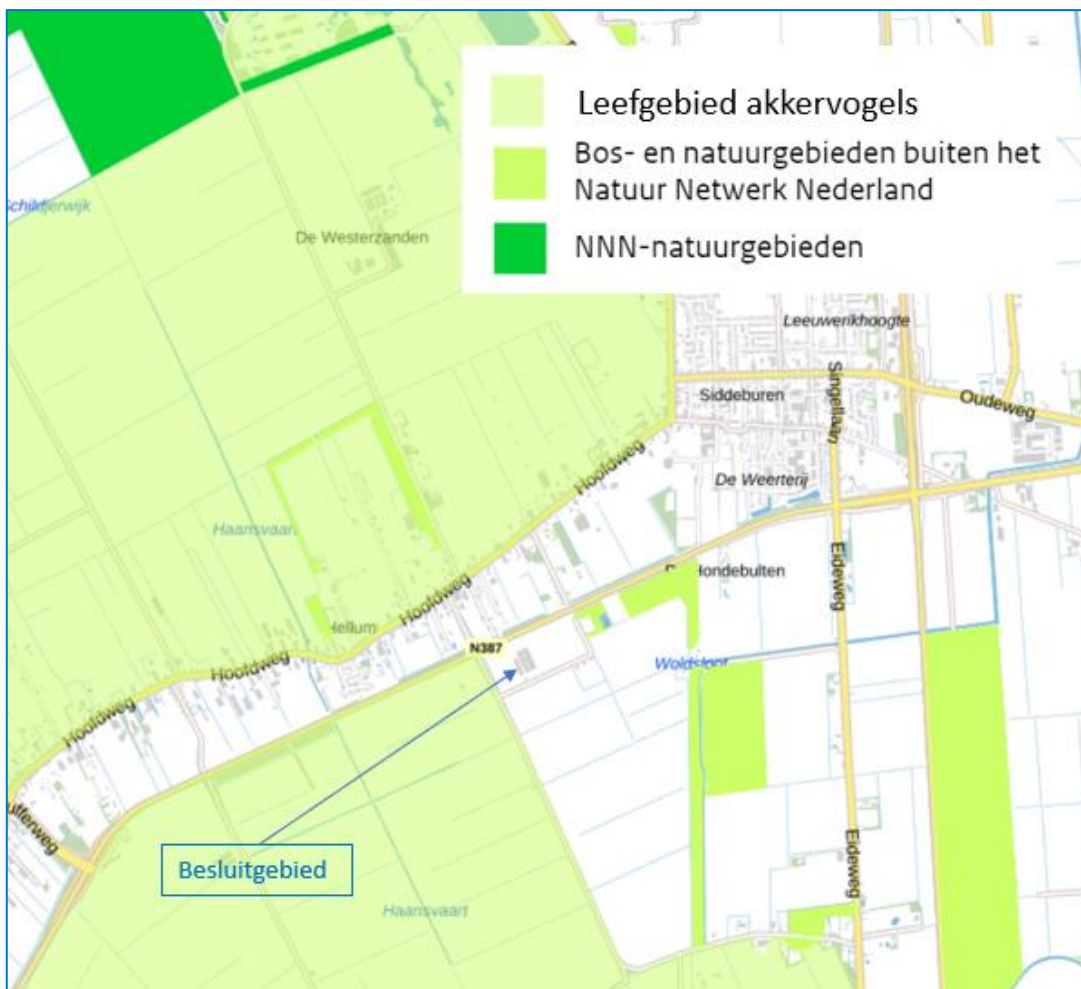 Leefgebied akkervogels
Bos- en natuurgebieden buiten het
Natuur Netwerk Nederland
NNN-natuurgebieden
Schildjerwijk
De Westerzanden
Leeuwerikhoogte
Siddeburen
Singellaan
Oudeweg
Hoofdweg
De Weerterij
Haansvaart
Hondebulten
Eideweg
Hoofdweg
Hellum
N387
Hoofdweg
Woldsloot
Hoofdweg
Eideweg
Besluitgebied
Haansvaart